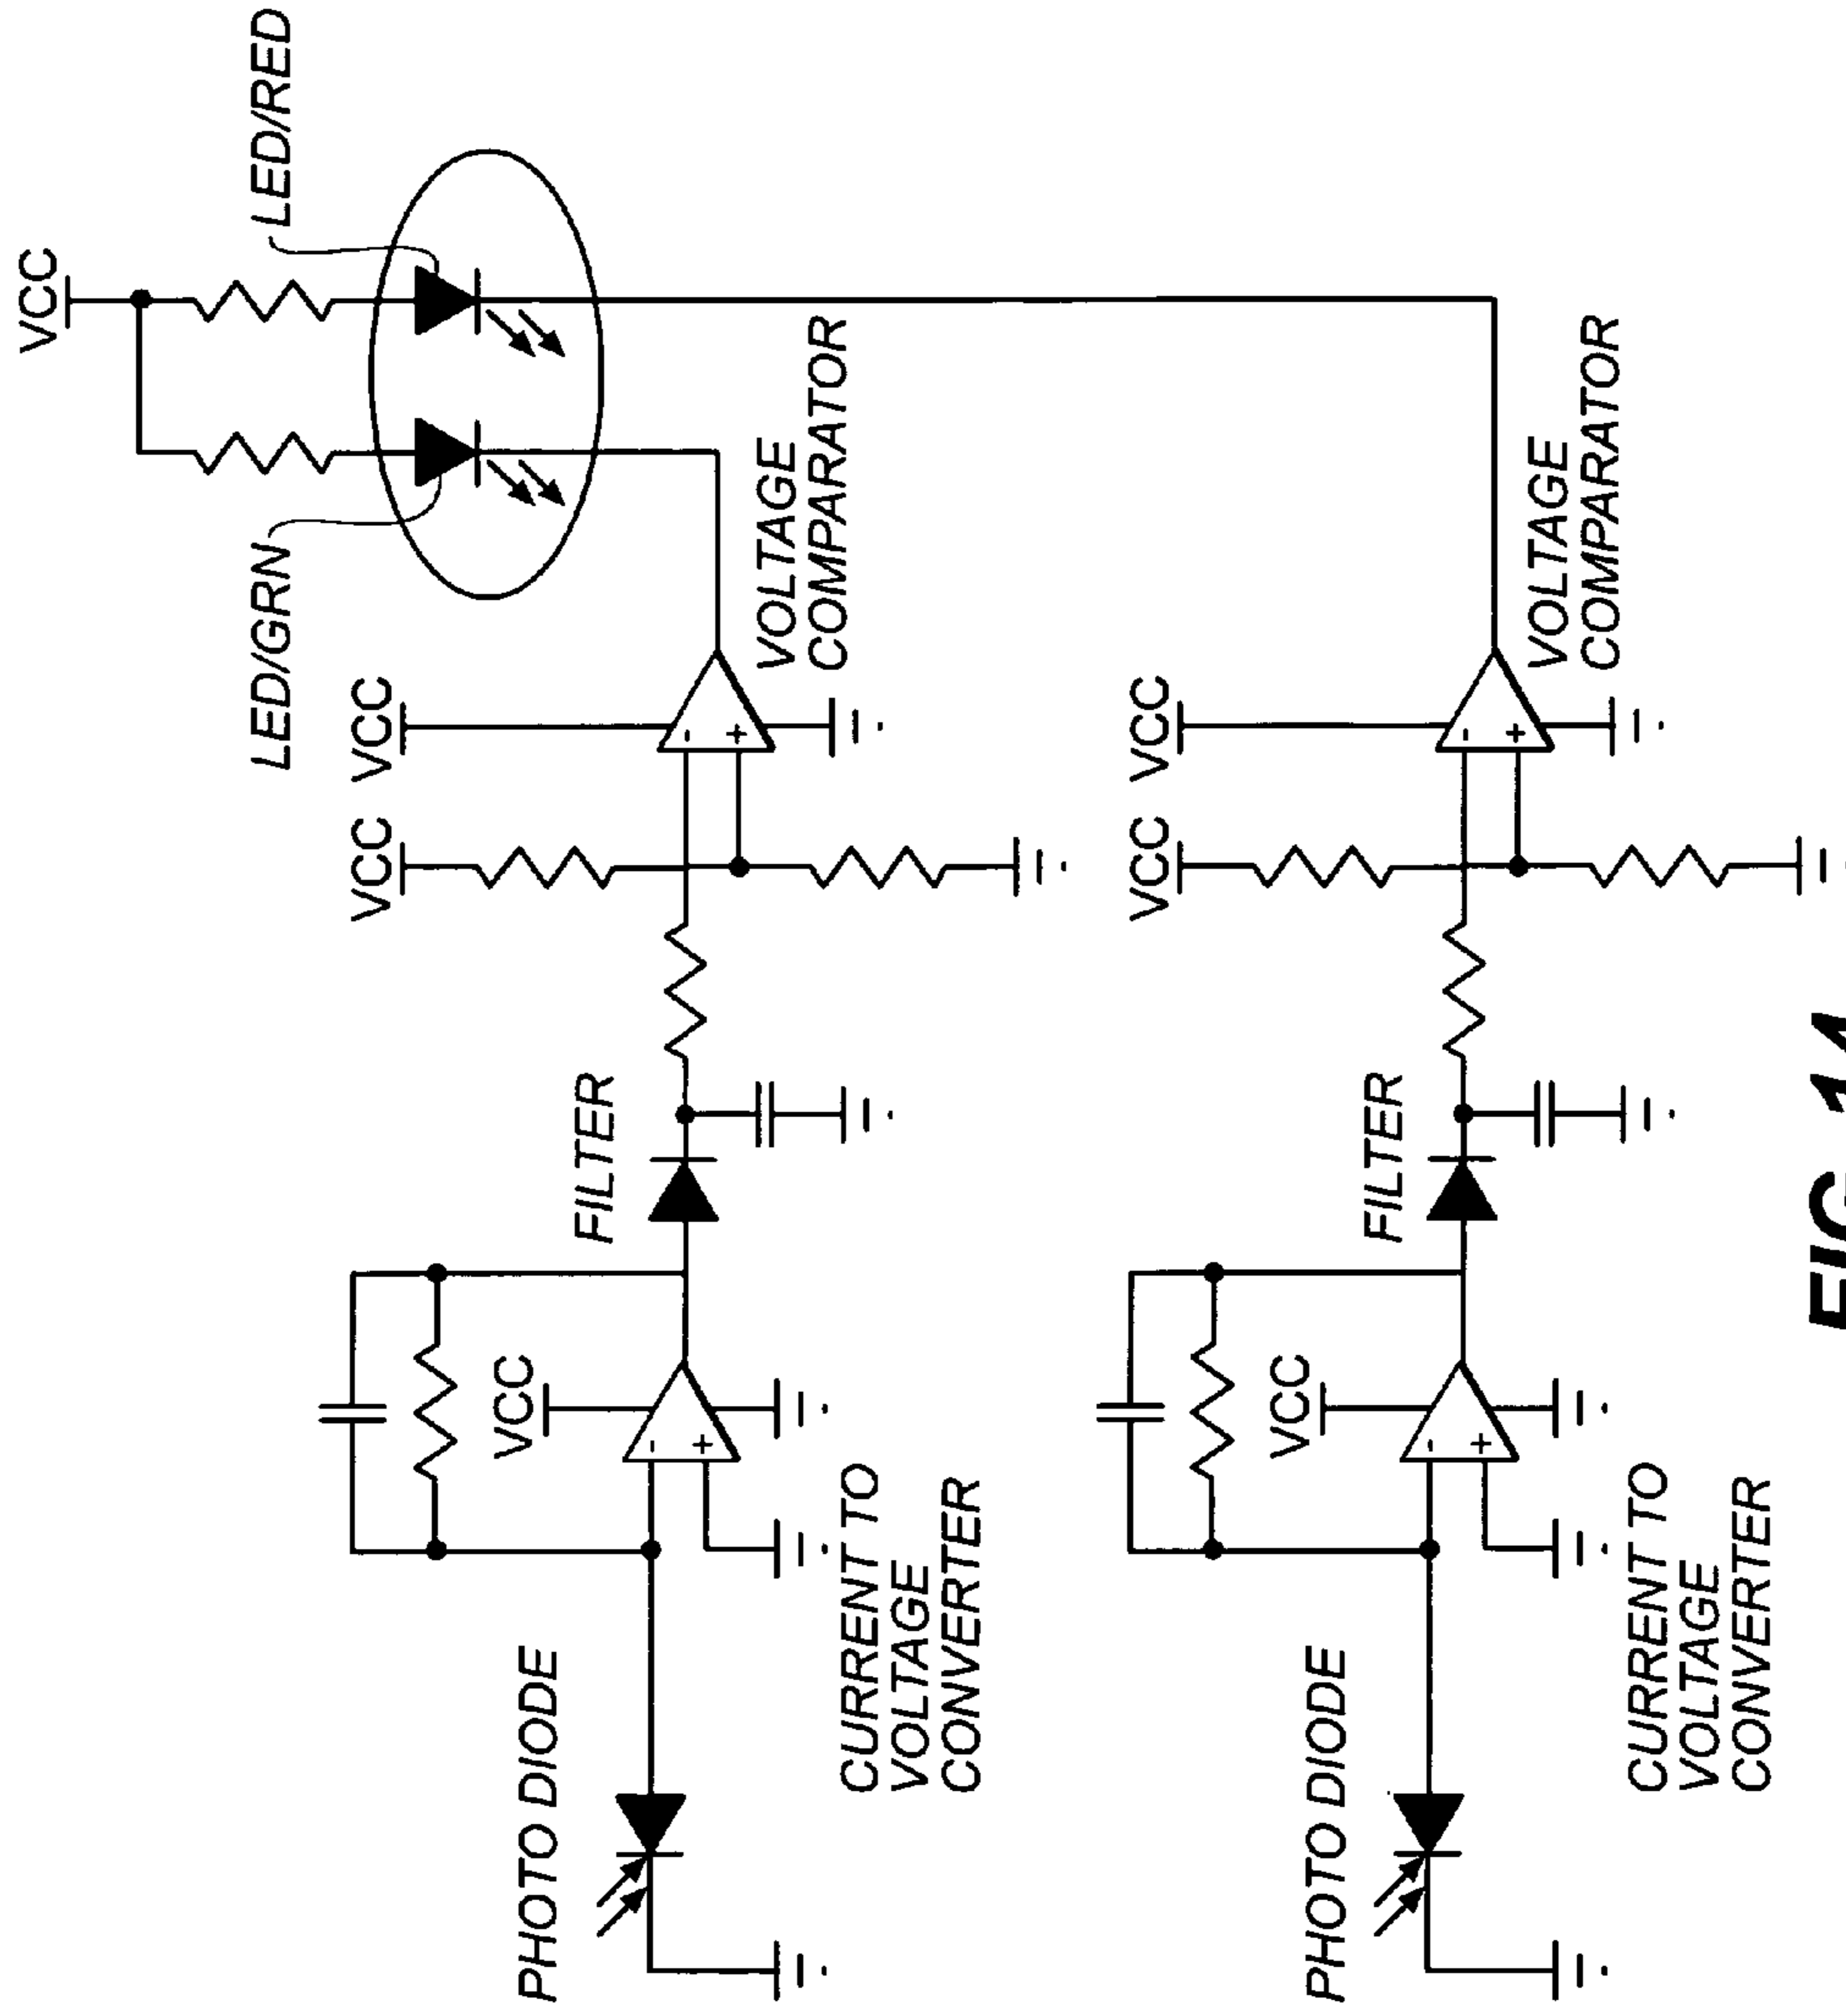 VCC
LED/GRN
LED/RED
VCC
VCC
VCC
PHOTO DIODE
FILTER
-
+
-
+
VOLTAGE
COMPARATOR
CURRENT TO
VOLTAGE
CONVERTER
VCC
VCC
VCC
PHOTO DIODE
FILTER
-
+
-
+
VOLTAGE
COMPARATOR
CURRENT TO
VOLTAGE
CONVERTER
FIG